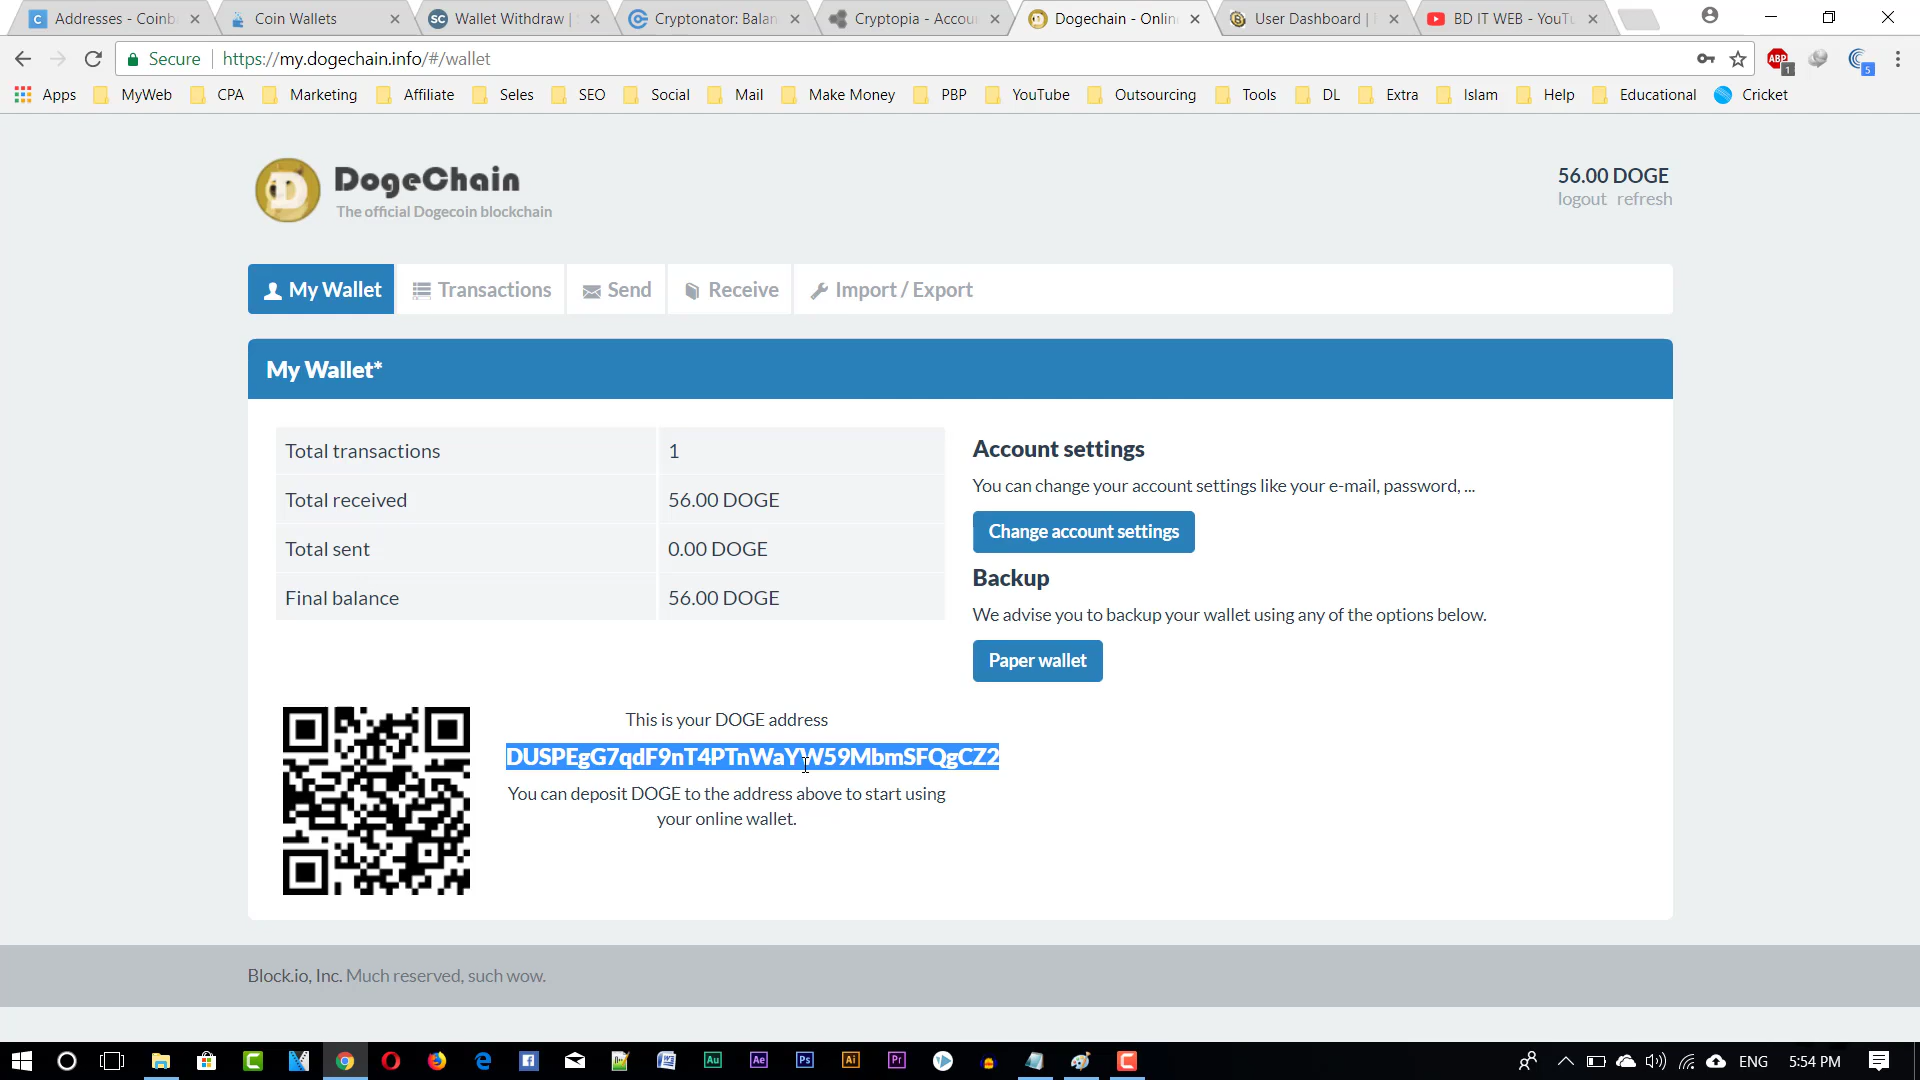 Addresses - Coinb
Coin Wallets
Wallet Withdraw |
Cryptonator: Balan
Cryptopia - Accou
Dogechain - Onlin
User Dashboard |
BD IT WEB - YouTu
Secure
https://my.dogechain.info/#/wallet
ABP
1
5
Apps
MyWeb
CPA
Marketing
Affiliate
Seles
SEO
Social
Mail
Make Money
PBP
YouTube
Outsourcing
Tools
DL
Extra
Islam
Help
Educational
Cricket
DogeChain
The official Dogecoin blockchain
56.00 DOGE
logout refresh
My Wallet
Transactions
Send
Receive
Import / Export
My Wallet*
Total transactions 1
Total received 56.00 DOGE
Total sent 0.00 DOGE
Final balance 56.00 DOGE
Account settings
You can change your account settings like your e-mail, password, ...
Change account settings
Backup
We advise you to backup your wallet using any of the options below.
Paper wallet
This is your DOGE address
DUSPEgG7qdF9nT4PTnWaYW59MbmSFQgCZ2
You can deposit DOGE to the address above to start using
your online wallet.
Block.io, Inc. Much reserved, such wow.
ENG
5:54 PM